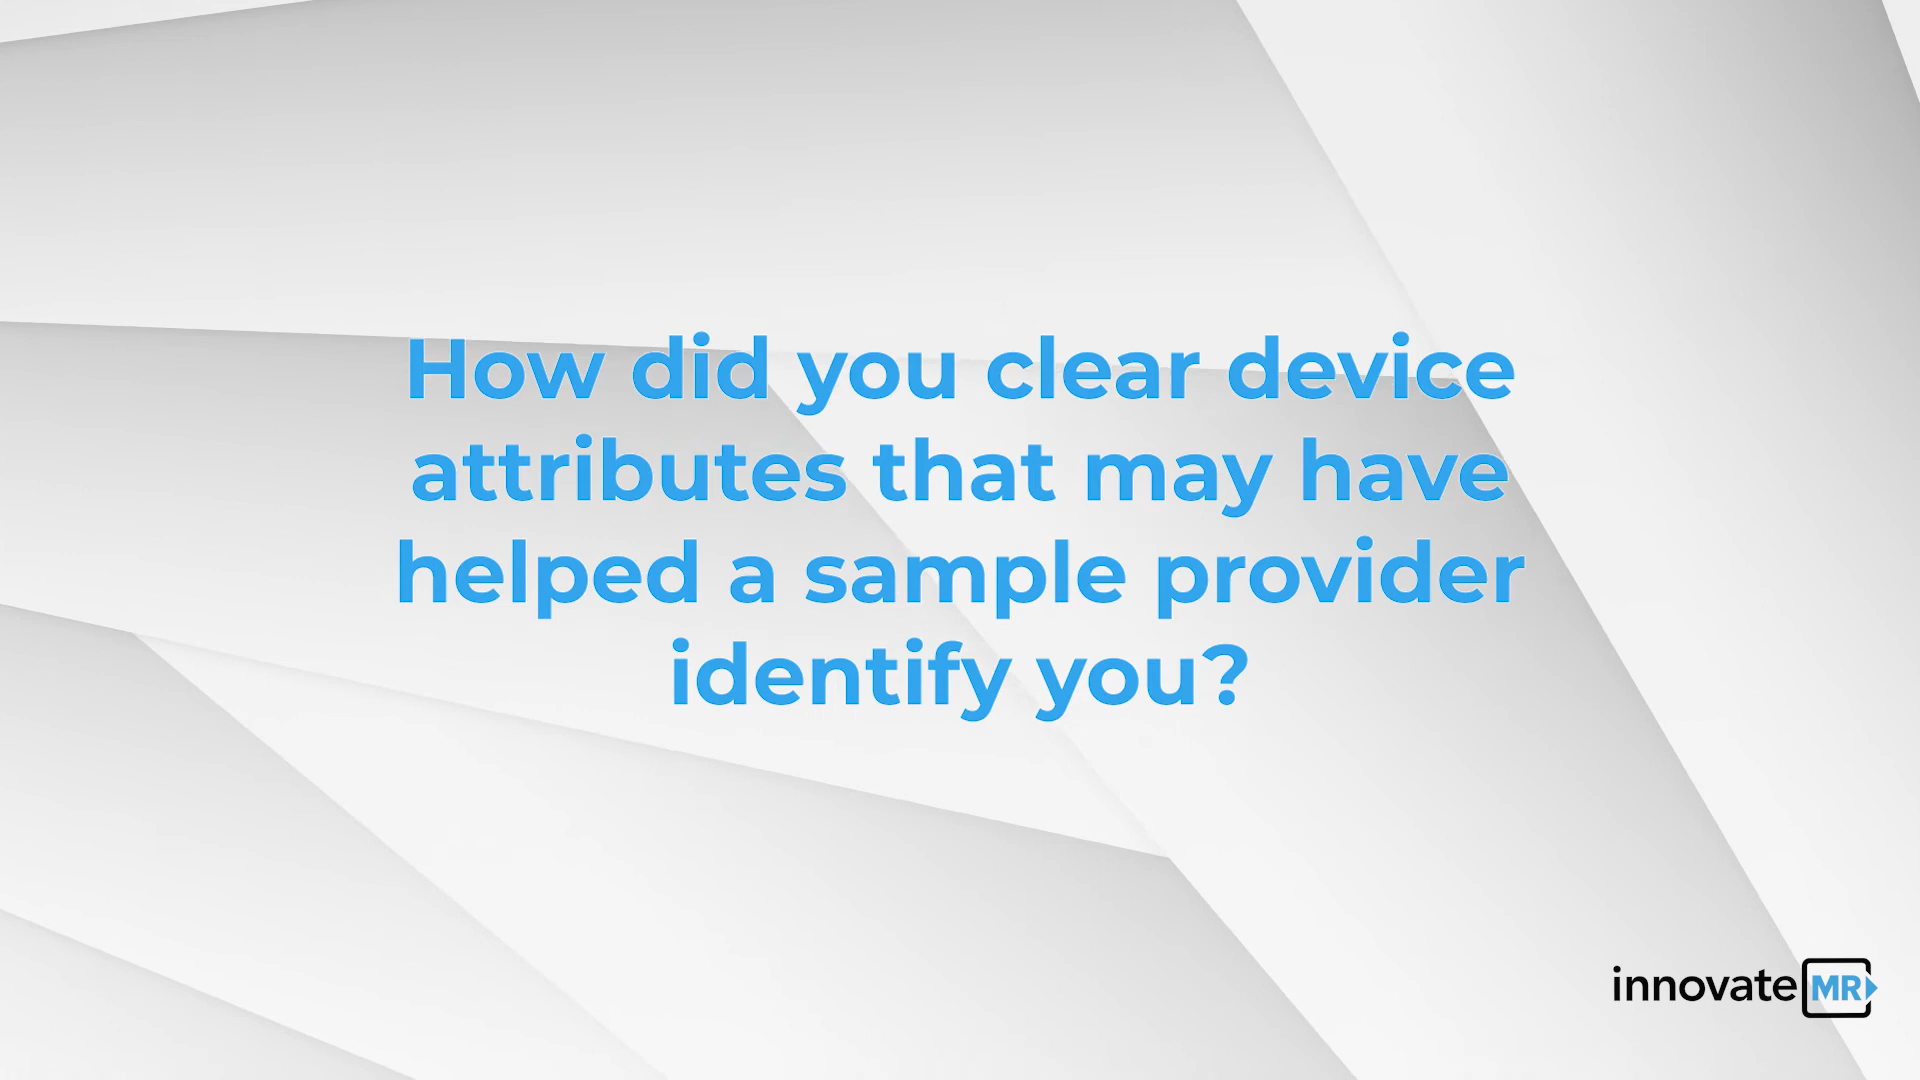 How did you clear device
attributes that may have
helped a sample provider
identify you?
innovateMR